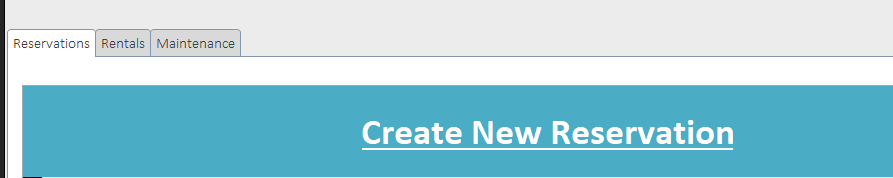 Reservations Rentals Maintenance
Create New Reservation